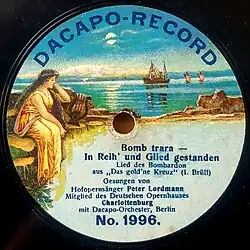 DACAPO-RECORD
Bomb trara —
In Reih' und Glied gestanden
Lied des Bombardon
aus „Das gold'ne Kreuz" (I. Brüll)
Gesungen von
Hofopernsänger Peter Lordmann
Mitglied des Deutschen Opernhauses
Charlottenburg
mit Dacapo-Orchester, Berlin
No. 1996.